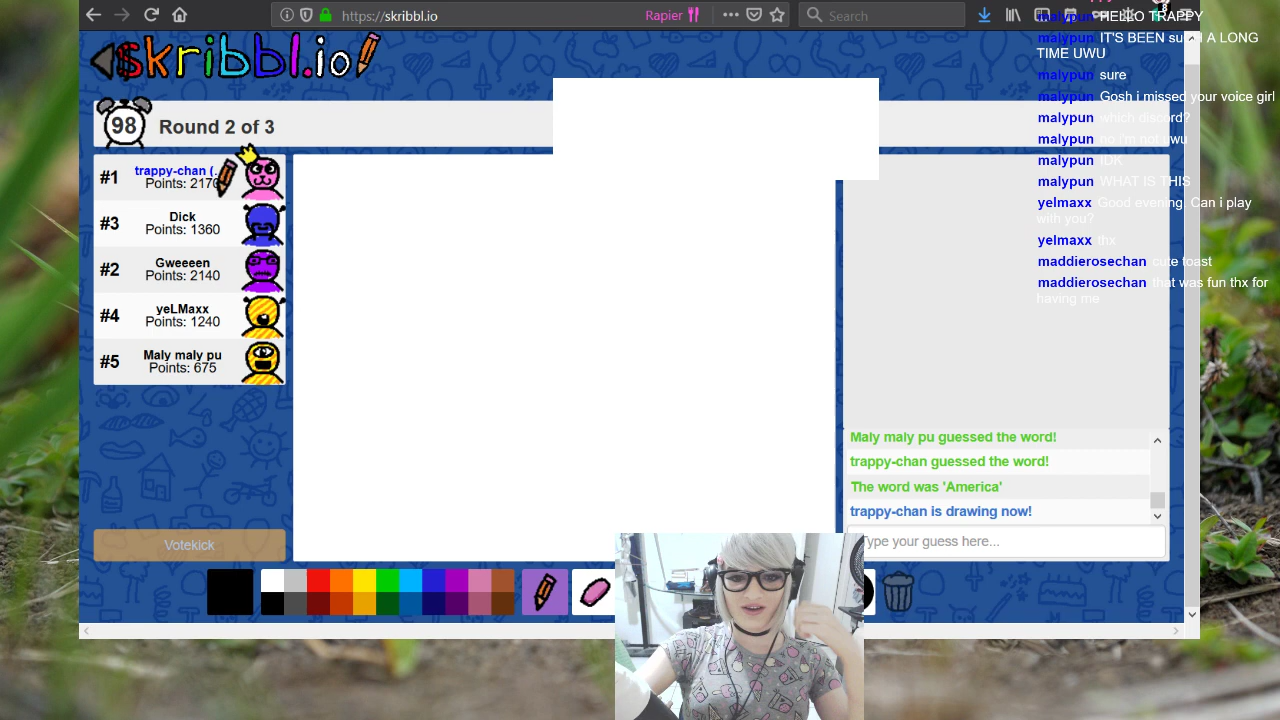 https://skribbl.io
Rapier
Search
skribbl.io
98
Round 2 of 3
#1
trappy-chan (.
Points: 2170
#3
Dick
Points: 1360
#2
Gweeeen
Points: 2140
#4
yeLMaxx
Points: 1240
#5
Maly maly pu
Points: 675
Votekick
malypun HELLO TRAPPY
malypun IT'S BEEN A LONG
TIME UWU
malypun sure
malypun Gosh i missed your voice girl
malypun which discord?
malypun no i'm not uwu
malypun IDK
malypun WHAT IS THIS
yelmaxx Good evening. Can i play
with you?
yelmaxx thx
maddierosechan cute toast
maddierosechan that was fun thx for
having me
Maly maly pu guessed the word!
trappy-chan guessed the word!
The word was 'America'
trappy-chan is drawing now!
Type your guess here...